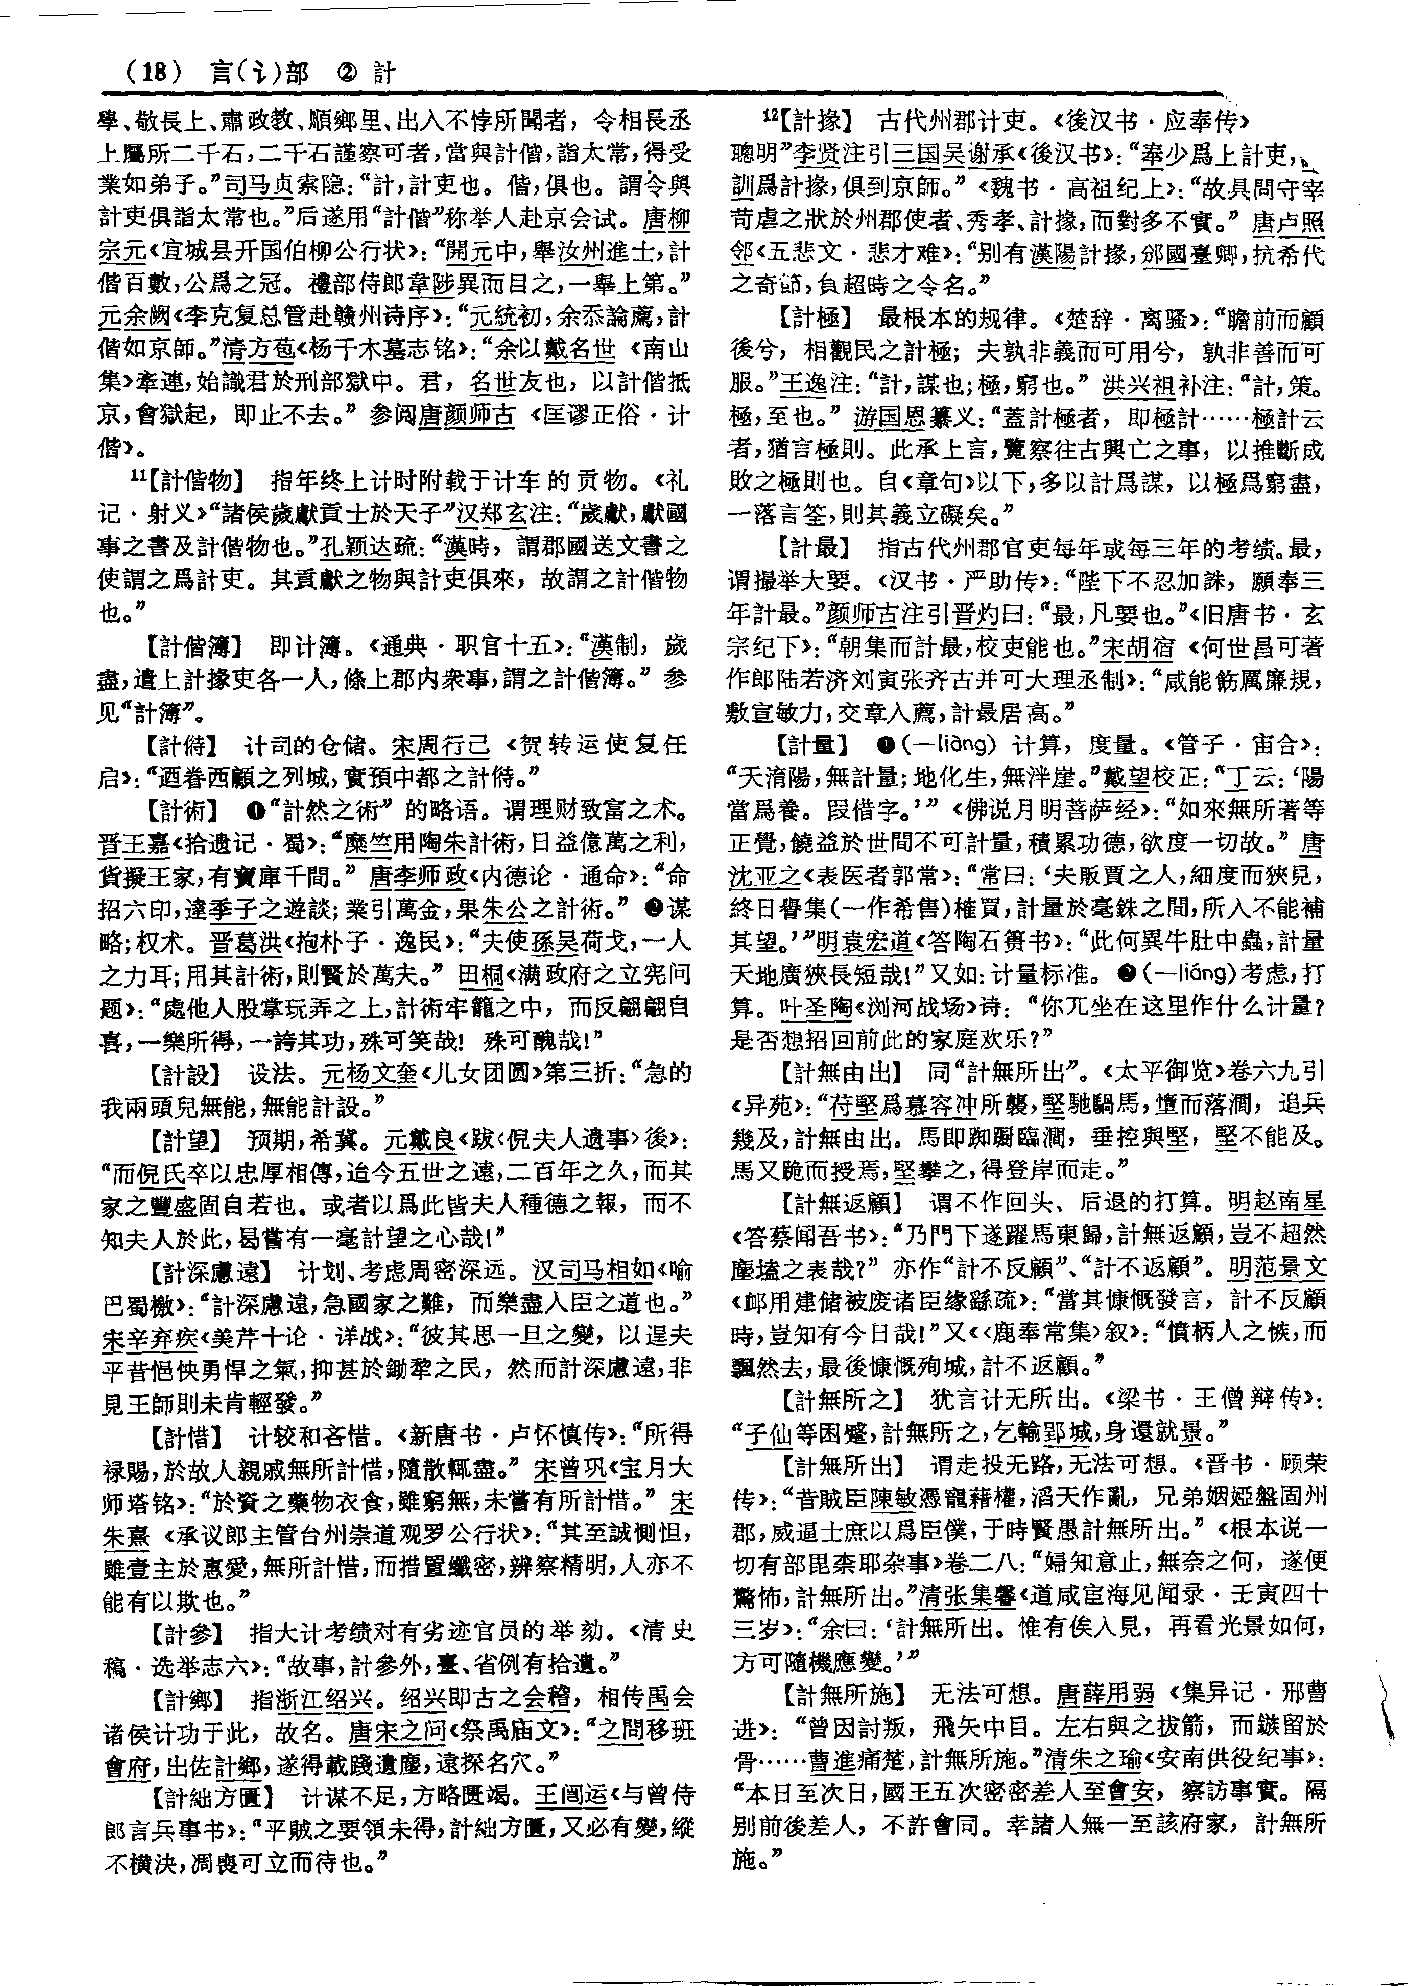 (18) 言(讠)部 ② 計
學、敬長上、肅政教、順鄉里、出入不悖所聞者，令相長丞
上屬所二千石，二千石謹察可者，當與計偕，詣太常，得受
業如弟子。”司马贞索隐：“計，計吏也。偕，俱也。謂令與
計吏俱詣太常也。”后遂用“計偕”称举人赴京会试。唐柳
宗元《宜城县开国伯柳公行状》：“開元中，舉汝州進士，計
偕百數，公爲之冠。禮部侍郎韋陟異而目之，一舉上第。”
元余阙《李克复总管赴赣州诗序》：“元統初，余忝論薦，計
偕如京師。”清方苞《杨千木墓志铭》：“余以戴名世《南山
集》牽連，始識君於刑部獄中。君，名世友也，以計偕抵
京，會獄起，即止不去。”参阅唐颜师古《匡谬正俗·计
偕》。
11【計偕物】 指年终上计时附载于计车的贡物。《礼
记·射义》“諸侯歲獻貢士於天子”汉郑玄注：“歲獻，獻國
事之書及計偕物也。”孔颖达疏：“漢時，謂郡國送文書之
使謂之爲計吏。其貢獻之物與計吏俱來，故謂之計偕物
也。”
【計偕簿】 即计簿。《通典·职官十五》：“漢制，歲
盡，遣上計掾吏各一人，條上郡内衆事，謂之計偕簿。”参
见“計簿”。
【計偫】 计司的仓储。宋周行己《贺转运使复任
启》：“迺眷西顧之列城，實預中都之計偫。”
【計術】 ❶“計然之術”的略语。谓理财致富之术。
晋王嘉《拾遗记·蜀》：“糜竺用陶朱計術，日益億萬之利，
貨擬王家，有寶庫千間。”唐李师政《内德论·通命》：“命
招六印，達季子之遊談；業引萬金，果朱公之計術。”❷谋
略；权术。晋葛洪《抱朴子·逸民》：“夫使孫吴荷戈，一人
之力耳；用其計術，則賢於萬夫。”田桐《满政府之立宪问
题》：“處他人股掌玩弄之上，計術牢籠之中，而反翩翩自
喜，一樂所得，一誇其功，殊可笑哉！殊可醜哉！”
【計設】 设法。元杨文奎《儿女团圆》第三折：“急的
我兩頭兒無能，無能計設。”
【計望】 预期，希冀。元戴良《跋〈倪夫人遗事〉後》：
“而倪氏卒以忠厚相傳，迨今五世之遠，二百年之久，而其
家之豐盛固自若也。或者以爲此皆夫人種德之報，而不
知夫人於此，曷嘗有一毫計望之心哉！”
【計深慮遠】 计划、考虑周密深远。汉司马相如《喻
巴蜀檄》：“計深慮遠，急國家之難，而樂盡人臣之道也。”
宋辛弃疾《美芹十论·详战》：“彼其思一旦之變，以逞夫
平昔悒怏勇悍之氣，抑甚於鋤犂之民，然而計深慮遠，非
見王師則未肯輕發。”
【計惜】 计较和吝惜。《新唐书·卢怀慎传》：“所得
禄賜，於故人親戚無所計惜，隨散輒盡。”宋曾巩《宝月大
师塔铭》：“於資之藥物衣食，雖窮無，未嘗有所計惜。”宋
朱熹《承议郎主管台州崇道观罗公行状》：“其至誠惻怛，
雖壹主於惠愛，無所計惜，而措置纖密，辨察精明，人亦不
能有以欺也。”
【計參】 指大计考绩对有劣迹官员的举劾。《清史
稿·选举志六》：“故事，計參外，臺、省例有拾遺。”
【計鄉】 指浙江绍兴。绍兴即古之会稽，相传禹会
诸侯计功于此，故名。唐宋之问《祭禹庙文》：“之問移班
會府，出佐計鄉，遂得載踐遺塵，遠探名穴。”
【計絀方匱】 计谋不足，方略匮竭。王闿运《与曾侍
郎言兵事书》：“平賊之要領未得，計絀方匱，又必有變，縱
不横決，凋喪可立而待也。”
12【計掾】 古代州郡计吏。《後汉书·应奉传》
聰明”李贤注引三国吴谢承《後汉书》：“奉少爲上計吏，
訓爲計掾，俱到京師。”《魏书·高祖纪上》：“故具問守宰
苛虐之狀於州郡使者、秀孝、計掾，而對多不實。”唐卢照
邻《五悲文·悲才难》：“别有漢陽計掾，邠國臺卿，抗希代
之奇節，負超時之令名。”
【計極】 最根本的规律。《楚辞·离骚》：“瞻前而顧
後兮，相觀民之計極；夫孰非義而可用兮，孰非善而可
服。”王逸注：“計，謀也；極，窮也。”洪兴祖补注：“計，策。
極，至也。”游国恩纂义：“蓋計極者，即極計……極計云
者，猶言極則。此承上言，覽察往古興亡之事，以推斷成
敗之極則也。自《章句》以下，多以計爲謀，以極爲窮盡，
一落言筌，則其義立礙矣。”
【計最】 指古代州郡官吏每年或每三年的考绩。最，
谓撮举大要。《汉书·严助传》：“陛下不忍加誅，願奉三
年計最。”颜师古注引晋灼曰：“最，凡要也。”《旧唐书·玄
宗纪下》：“朝集而計最，校吏能也。”宋胡宿《何世昌可著
作郎陆若济刘寅张齐古并可大理丞制》：“咸能飭厲廉規，
敷宣敏力，交章入薦，計最居高。”
【計量】 ❶(—liáng) 计算，度量。《管子·宙合》：
“天淯陽，無計量；地化生，無泮崖。”戴望校正：“丁云：‘陽
當爲養。叚借字。’”《佛说月明菩萨经》：“如來無所著等
正覺，饒益於世間不可計量，積累功德，欲度一切故。”唐
沈亚之《表医者郭常》：“常曰：‘夫販賈之人，細度而狹見，
終日謷集(一作希售)榷買，計量於毫銖之間，所入不能補
其望。’”明袁宏道《答陶石篑书》：“此何異牛肚中蟲，計量
天地廣狹長短哉！”又如：计量标准。❷(—liáng)考虑，打
算。叶圣陶《浏河战场》诗：“你兀坐在这里作什么计量？
是否想招回前此的家庭欢乐？”
【計無由出】 同“計無所出”。《太平御览》卷六九引
《异苑》：“苻堅爲慕容冲所襲，堅馳騧馬，墮而落澗，追兵
幾及，計無由出。馬即踟躕臨澗，垂控與堅，堅不能及。
馬又跪而授焉，堅攀之，得登岸而走。”
【計無返顧】 谓不作回头、后退的打算。明赵南星
《答蔡闻吾书》：“乃門下遂躍馬東歸，計無返顧，豈不超然
塵壒之表哉？”亦作“計不反顧”、“計不返顧”。明范景文
《邮用建储被废诸臣缘繇疏》：“當其慷慨發言，計不反顧
時，豈知有今日哉！”又《〈鹿奉常集〉叙》：“憤柄人之悵，而
飄然去，最後慷慨殉城，計不返顧。”
【計無所之】 犹言计无所出。《梁书·王僧辩传》：
“子仙等困蹙，計無所之，乞輸郢城，身還就景。”
【計無所出】 谓走投无路，无法可想。《晋书·顾荣
传》：“昔賊臣陳敏憑寵藉權，滔天作亂，兄弟姻婭盤固州
郡，威逼士庶以爲臣僕，于時賢愚計無所出。”《根本说一
切有部毘柰耶杂事》卷二八：“婦知意止，無奈之何，遂便
驚怖，計無所出。”清张集馨《道咸宦海见闻录·壬寅四十
三岁》：“余曰：‘計無所出。惟有俟入見，再看光景如何，
方可隨機應變。’”
【計無所施】 无法可想。唐薛用弱《集异记·邢曹
进》：“曾因討叛，飛矢中目。左右與之拔箭，而鏃留於
骨……曹進痛楚，計無所施。”清朱之瑜《安南供役纪事》：
“本日至次日，國王五次密密差人至會安，察訪事實。隔
别前後差人，不許會同。幸諸人無一至該府家，計無所
施。”